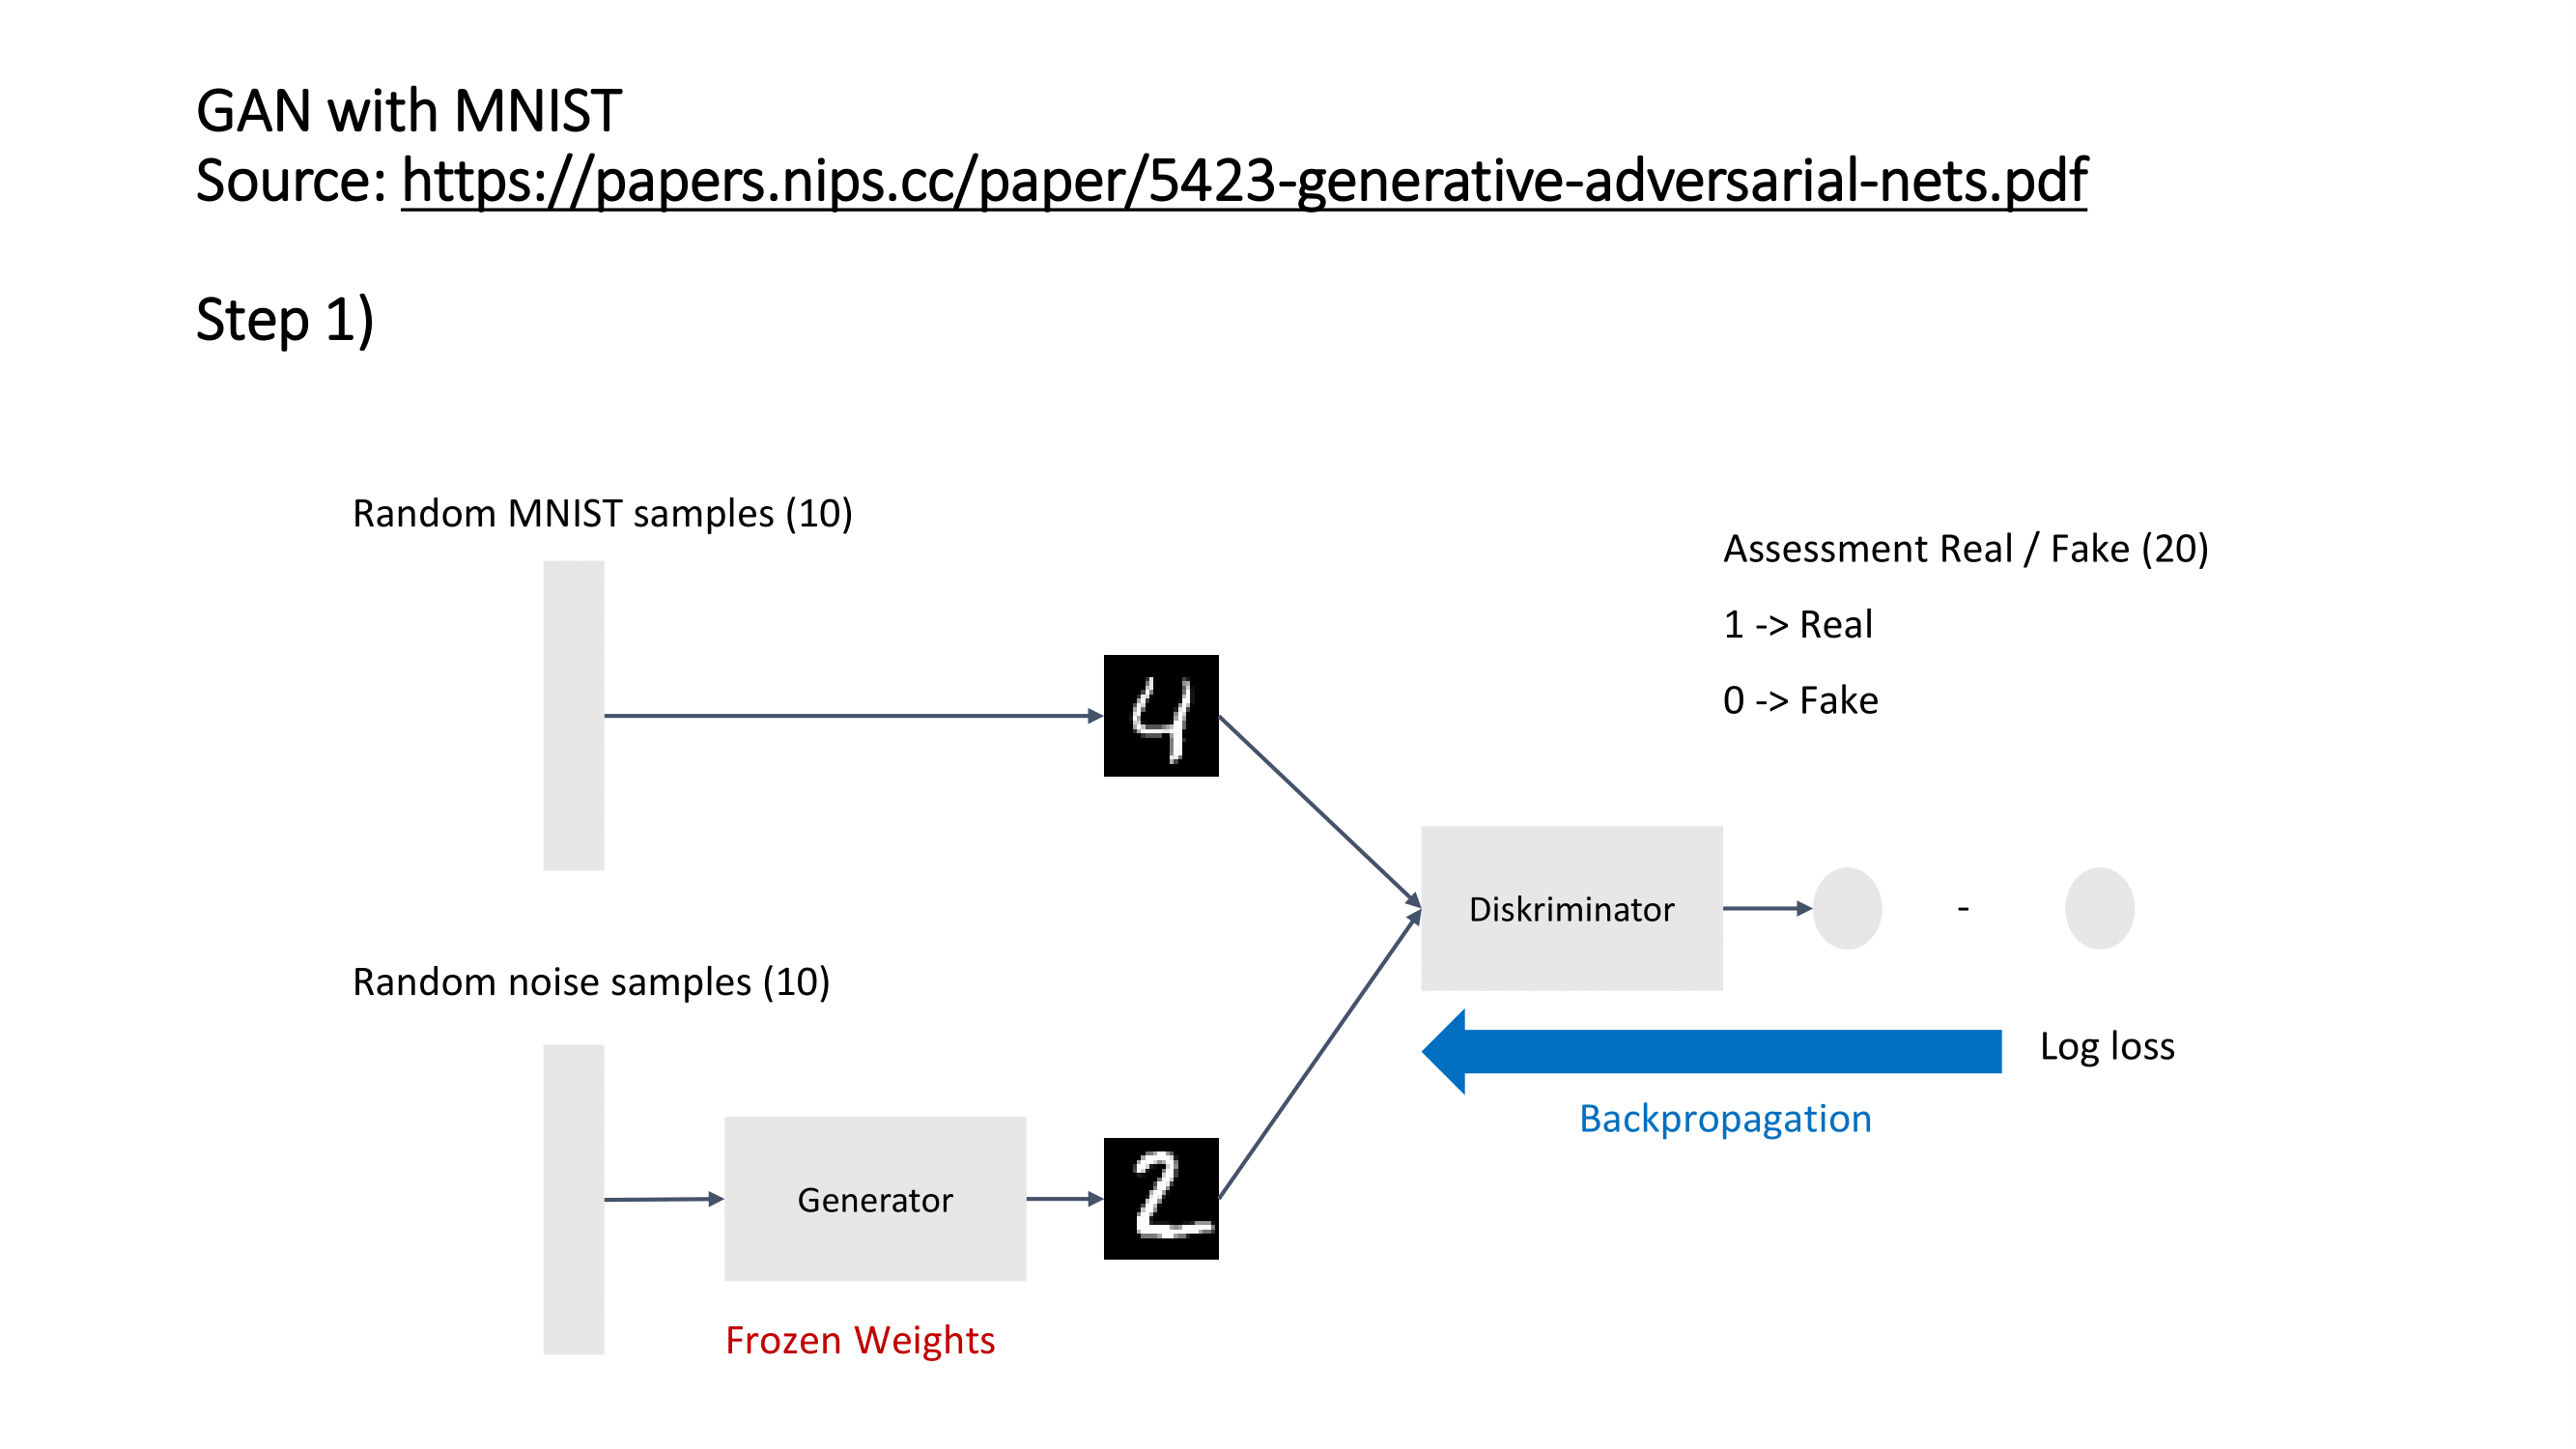 GAN with MNIST
Source: https://papers.nips.cc/paper/5423-generative-adversarial-nets.pdf
Step 1)
Random MNIST samples (10)
Assessment Real / Fake (20)
1 -> Real
0 -> Fake
4
Diskriminator
-
Random noise samples (10)
Log loss
Backpropagation
Generator
2
Frozen Weights